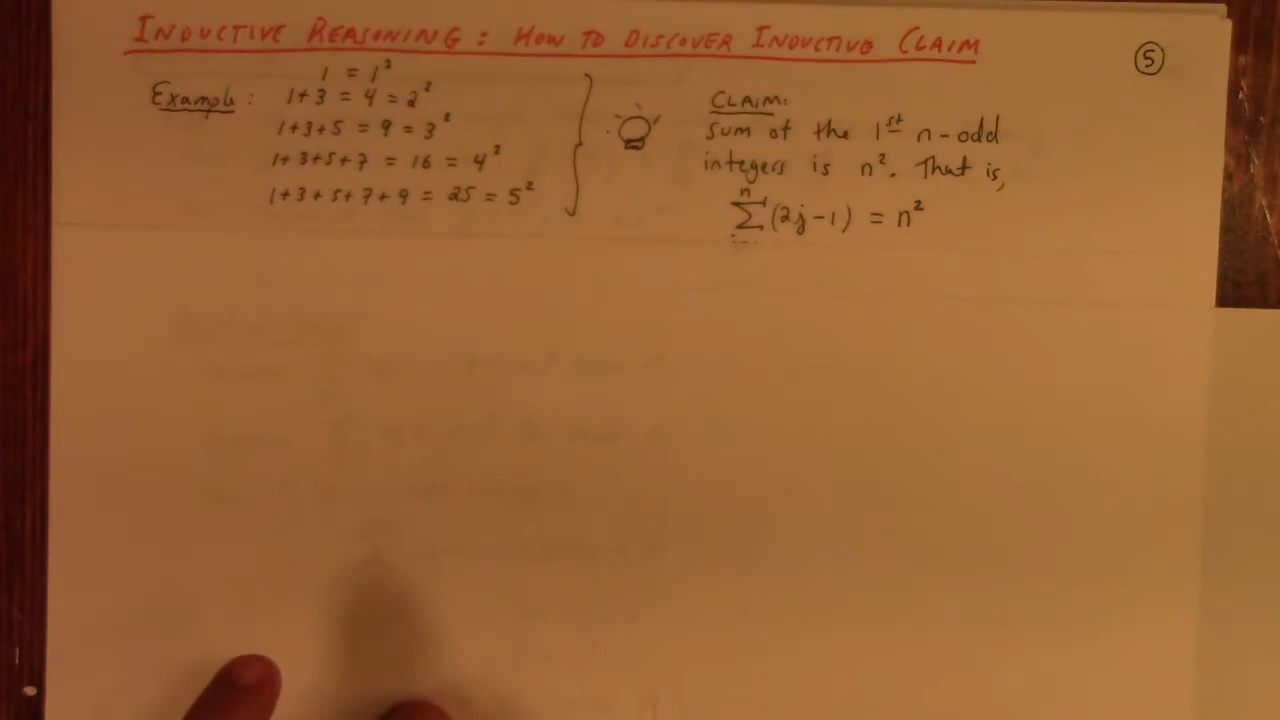 INDUCTIVE REASONING: HOW TO DISCOVER INDUCTIVE CLAIM
5
Example:
1 = 1²
1+3 = 4 = 2²
1+3+5 = 9 = 3²
1+3+5+7 = 16 = 4²
1+3+5+7+9 = 25 = 5²
CLAIM:
sum of the 1st n-odd
integers is n². That is,
n
∑(2j-1) = n²